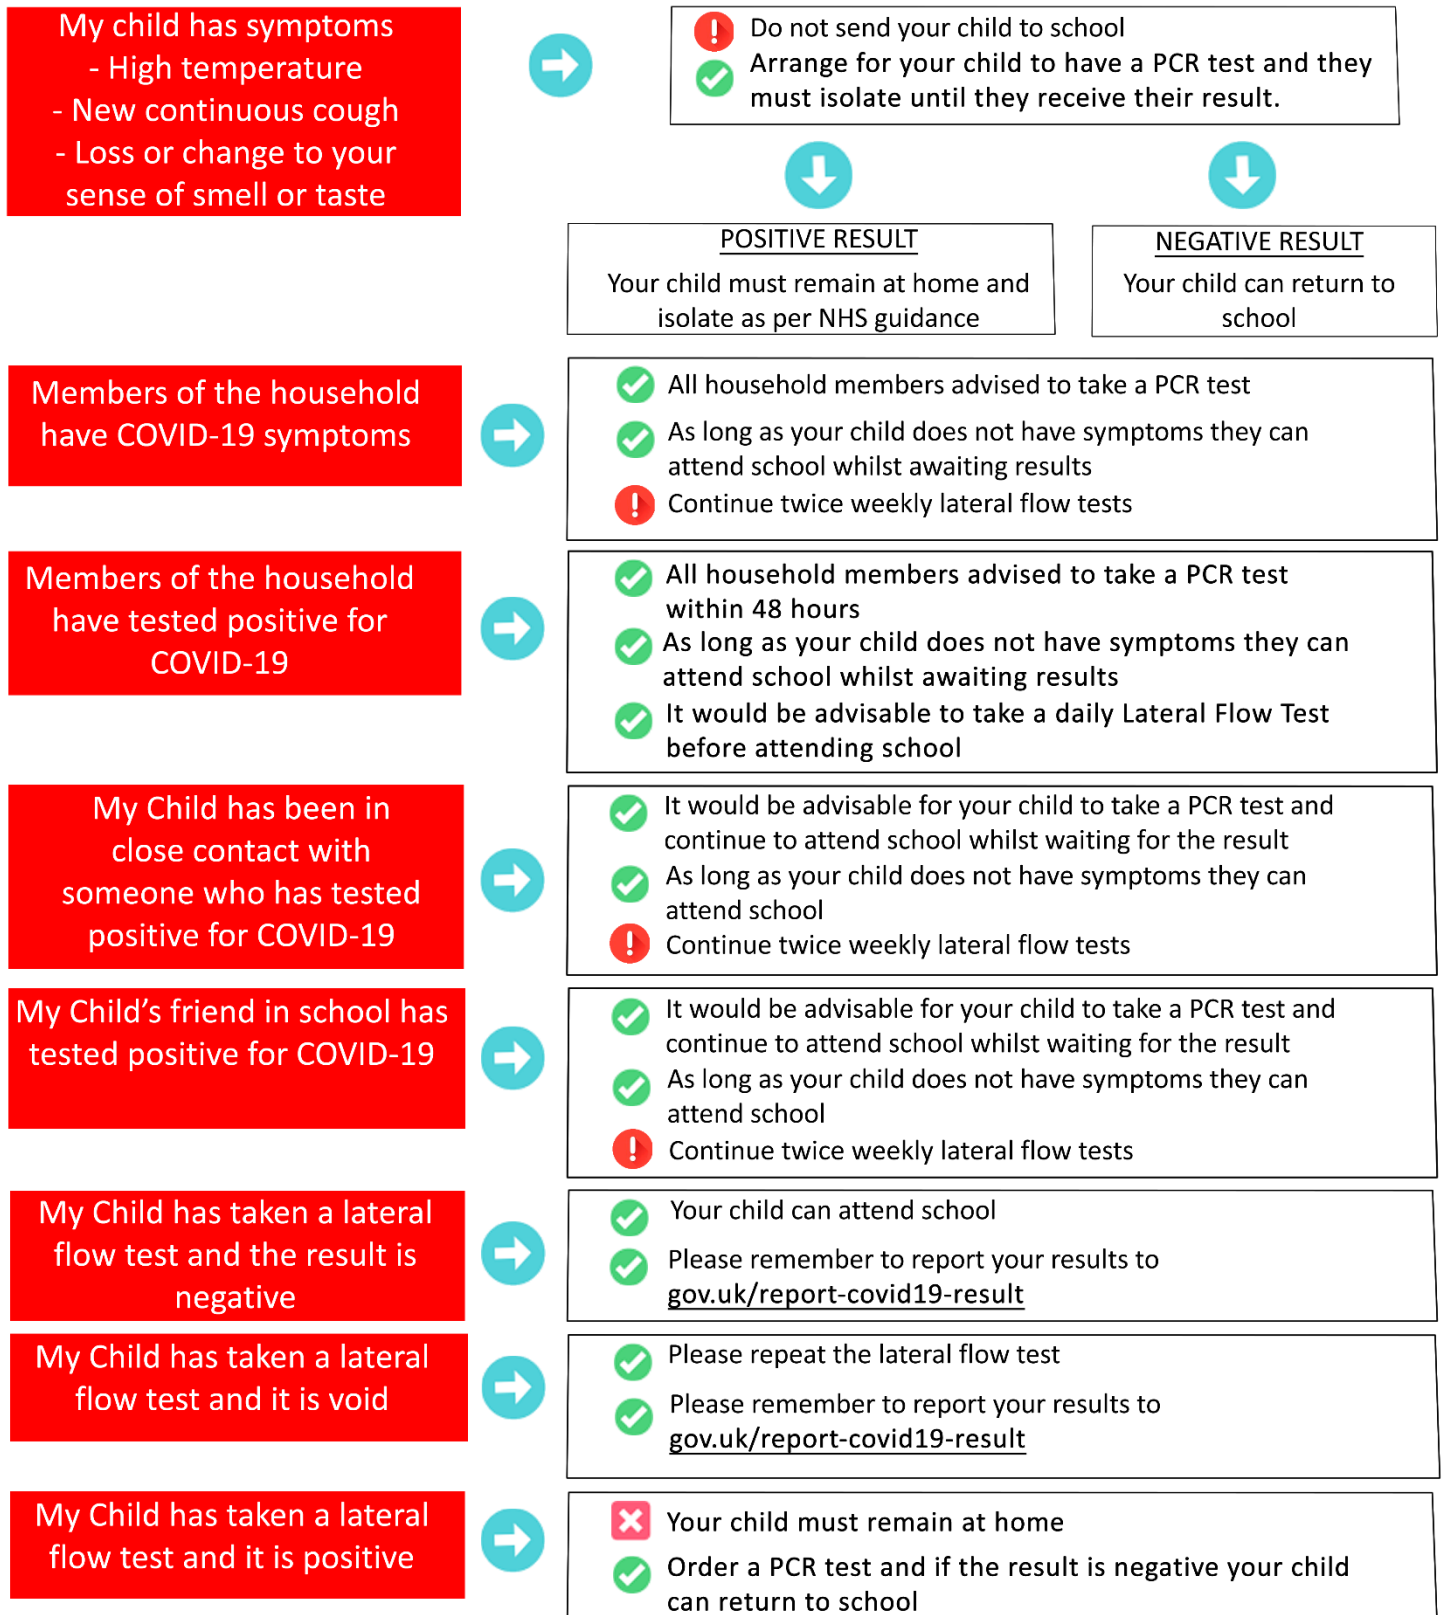 My child has symptoms
- High temperature
- New continuous cough
- Loss or change to your
sense of smell or taste
Do not send your child to school
Arrange for your child to have a PCR test and they
must isolate until they receive their result.
POSITIVE RESULT
Your child must remain at home and
isolate as per NHS guidance
NEGATIVE RESULT
Your child can return to
school
Members of the household
have COVID-19 symptoms
All household members advised to take a PCR test
As long as your child does not have symptoms they can
attend school whilst awaiting results
Continue twice weekly lateral flow tests
Members of the household
have tested positive for
COVID-19
All household members advised to take a PCR test
within 48 hours
As long as your child does not have symptoms they can
attend school whilst awaiting results
It would be advisable to take a daily Lateral Flow Test
before attending school
My Child has been in
close contact with
someone who has tested
positive for COVID-19
It would be advisable for your child to take a PCR test and
continue to attend school whilst waiting for the result
As long as your child does not have symptoms they can
attend school
Continue twice weekly lateral flow tests
My Child’s friend in school has
tested positive for COVID-19
It would be advisable for your child to take a PCR test and
continue to attend school whilst waiting for the result
As long as your child does not have symptoms they can
attend school
Continue twice weekly lateral flow tests
My Child has taken a lateral
flow test and the result is
negative
Your child can attend school
Please remember to report your results to
gov.uk/report-covid19-result
My Child has taken a lateral
flow test and it is void
Please repeat the lateral flow test
Please remember to report your results to
gov.uk/report-covid19-result
My Child has taken a lateral
flow test and it is positive
Your child must remain at home
Order a PCR test and if the result is negative your child
can return to school